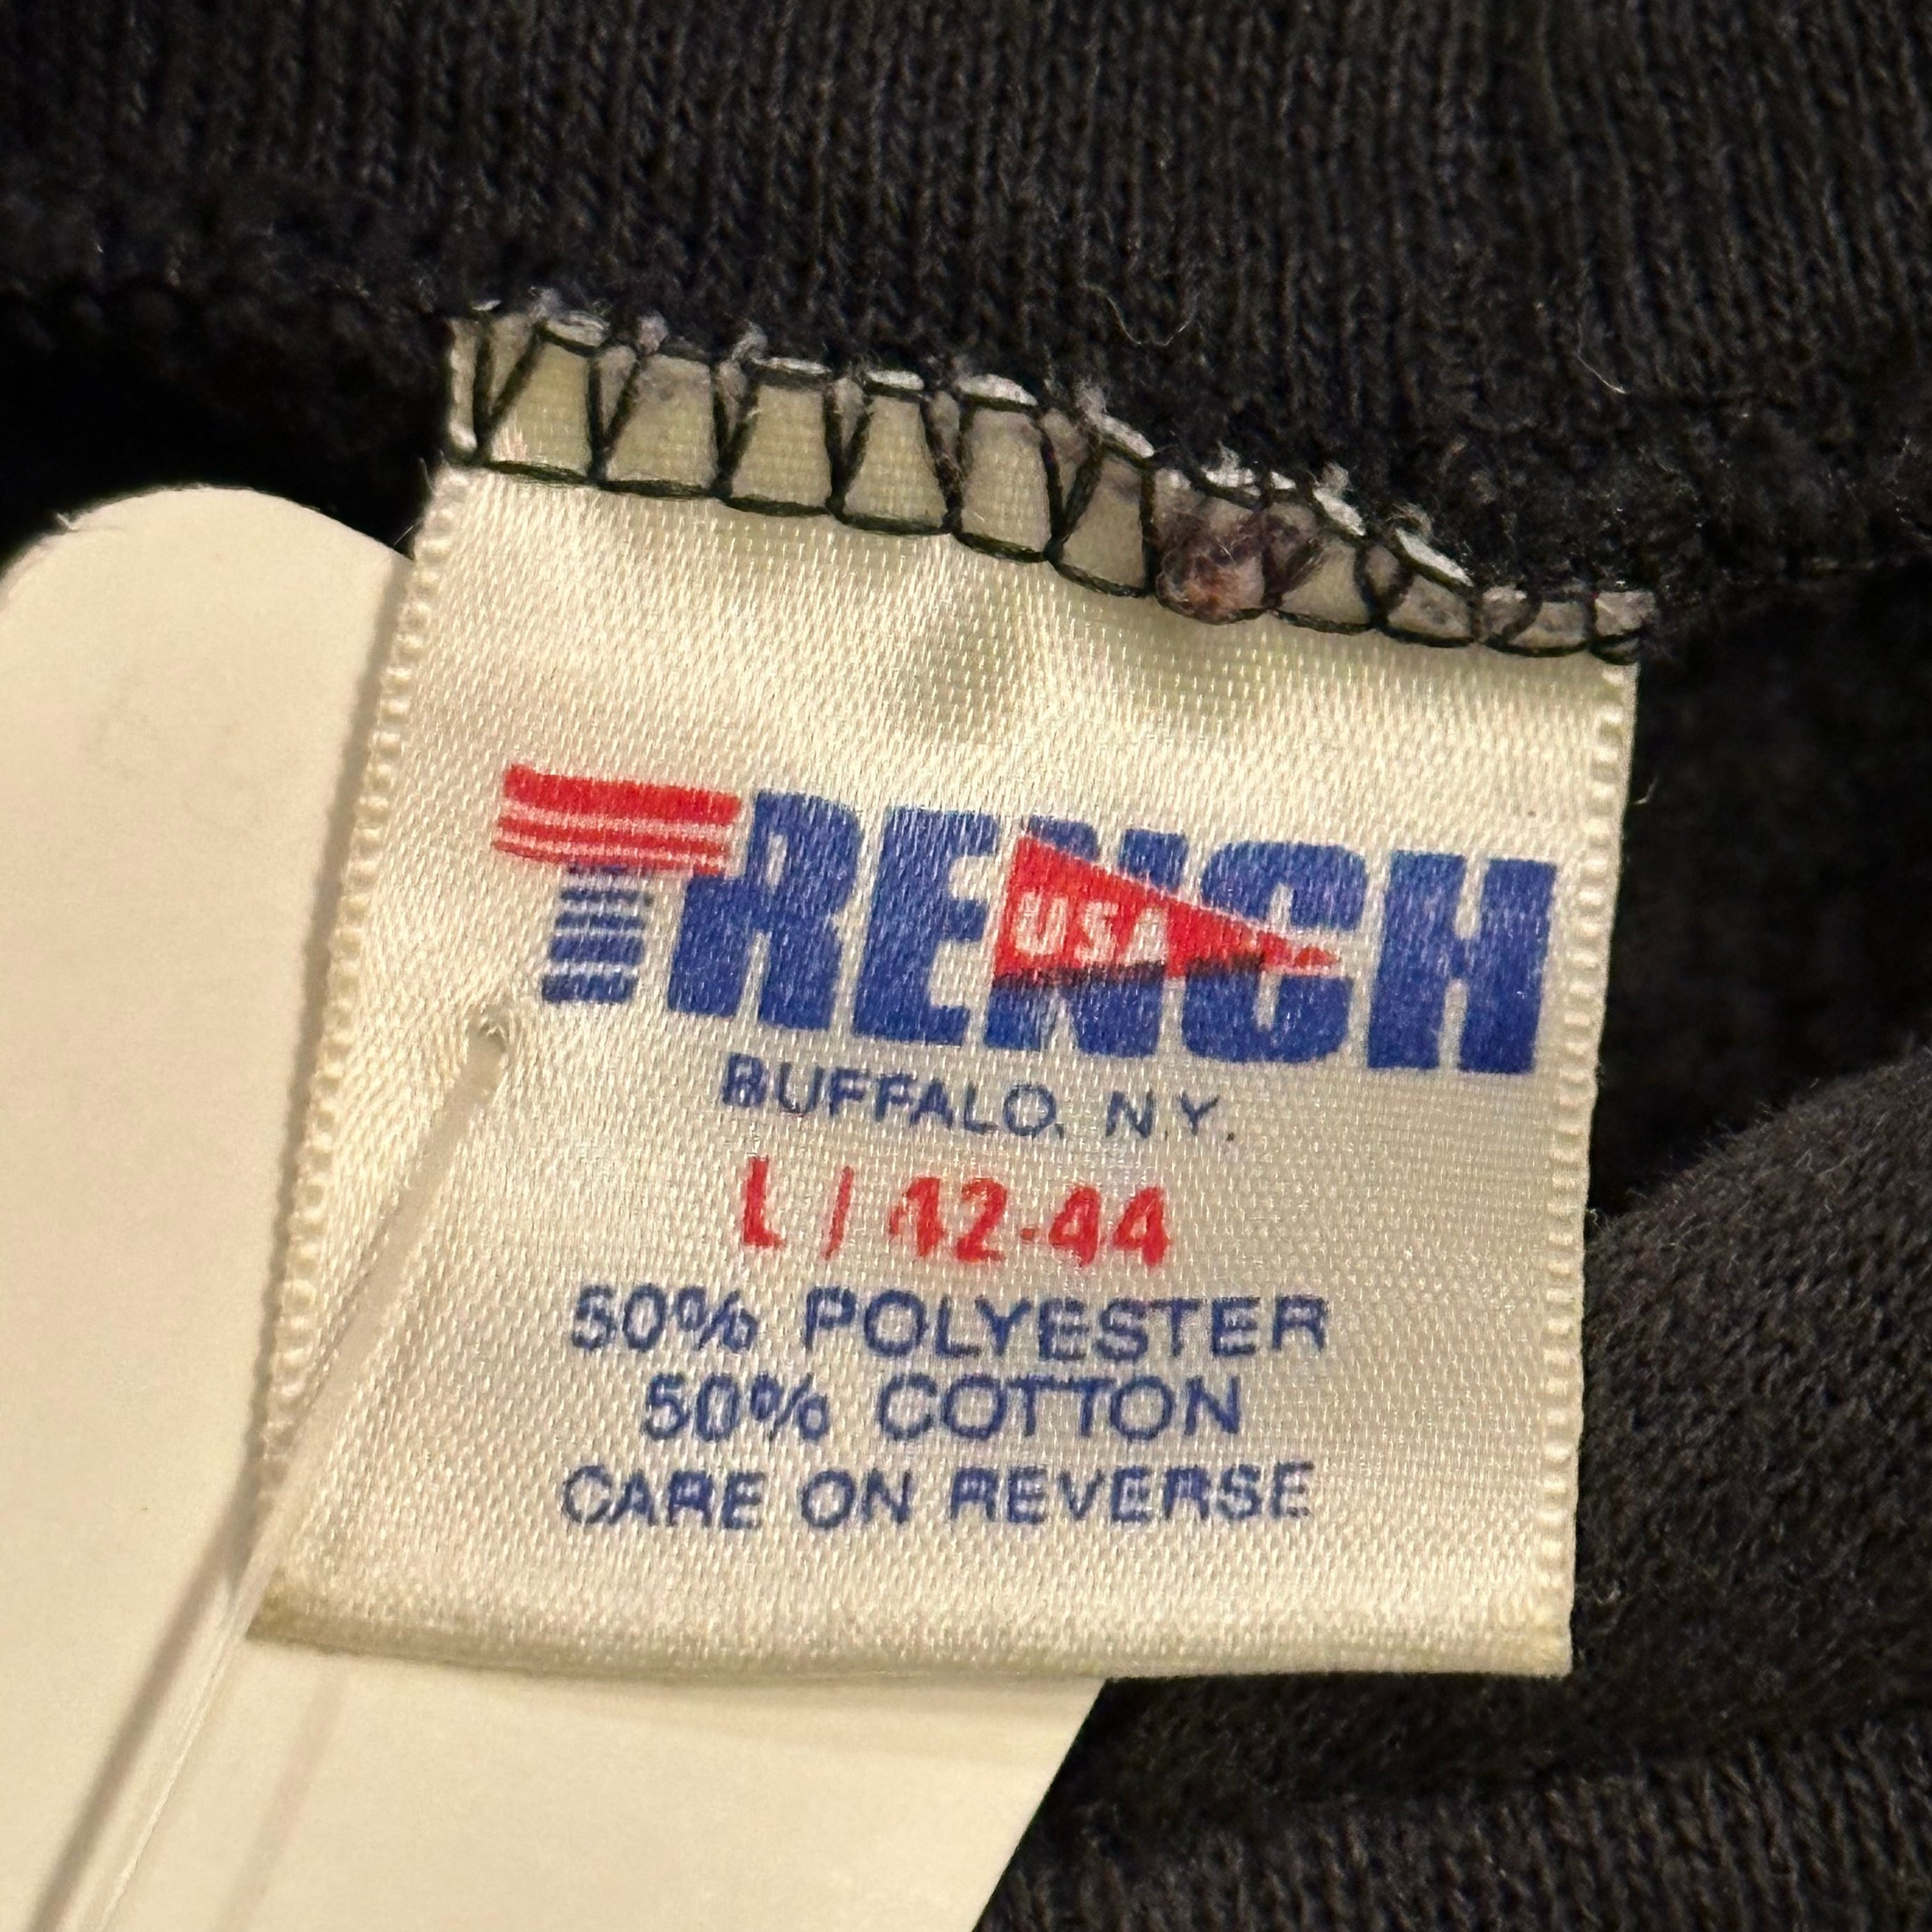 TRENCH
USA
BUFFALO, N.Y.
L / 42-44
50% POLYESTER
50% COTTON
CARE ON REVERSE